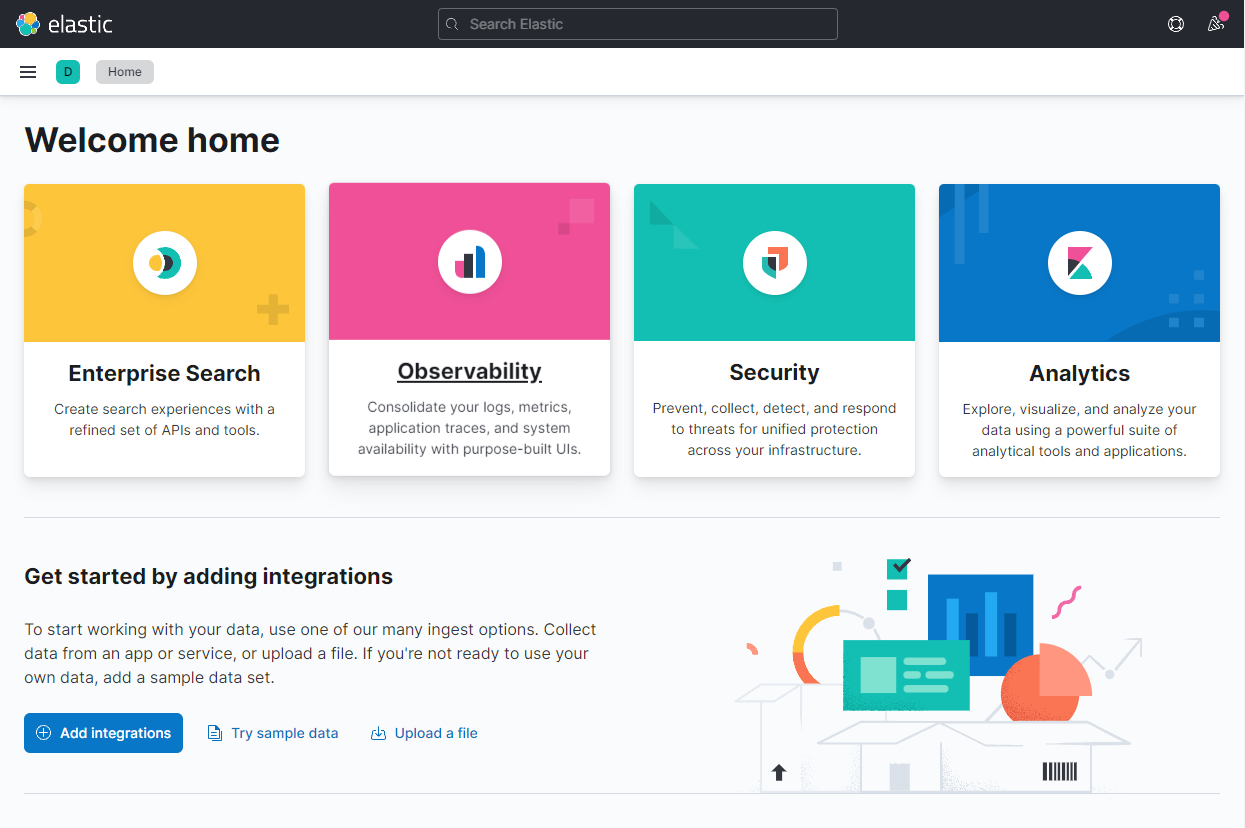 elastic
Search Elastic
D
Home
Welcome home
Enterprise Search
Create search experiences with a
refined set of APIs and tools.
Observability
Consolidate your logs, metrics,
application traces, and system
availability with purpose-built UIs.
Security
Prevent, collect, detect, and respond
to threats for unified protection
across your infrastructure.
Analytics
Explore, visualize, and analyze your
data using a powerful suite of
analytical tools and applications.
Get started by adding integrations
To start working with your data, use one of our many ingest options. Collect
data from an app or service, or upload a file. If you're not ready to use your
own data, add a sample data set.
Add integrations
Try sample data
Upload a file